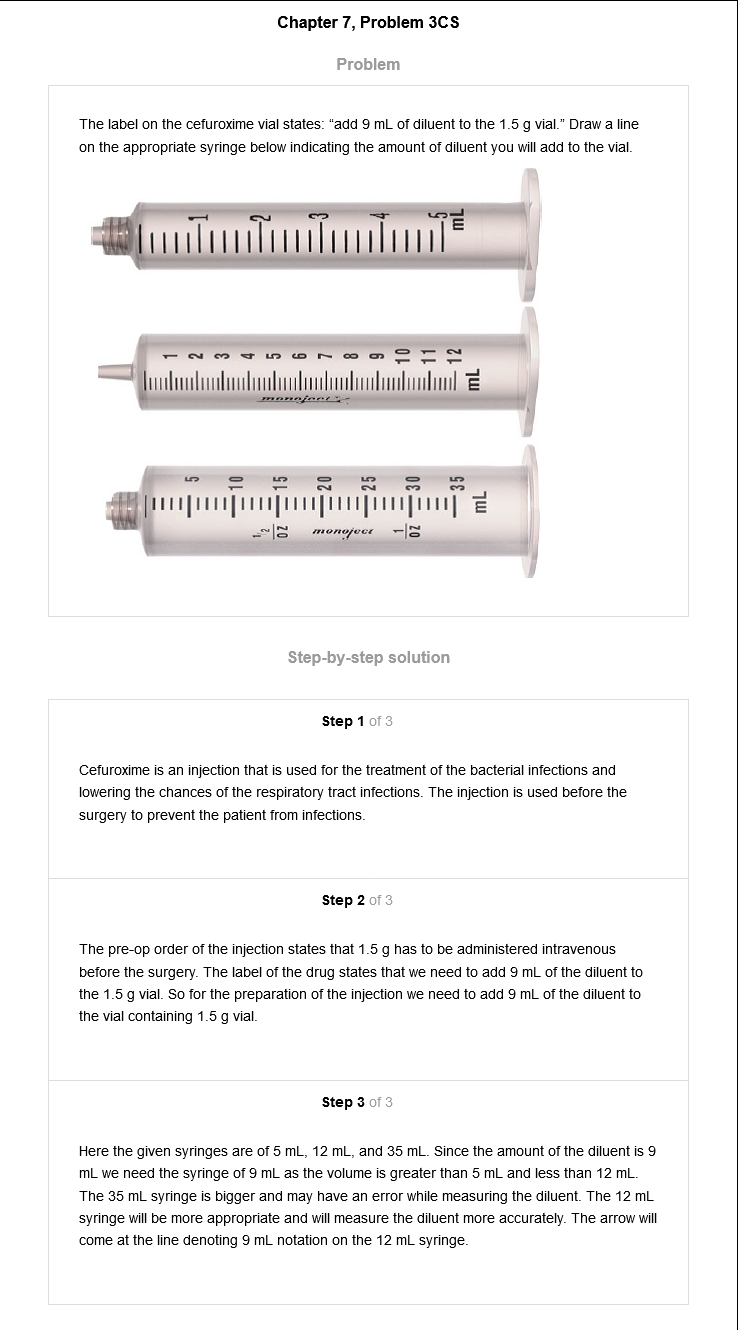 Chapter 7, Problem 3CS
Problem
The label on the cefuroxime vial states: “add 9 mL of diluent to the 1.5 g vial.” Draw a line
on the appropriate syringe below indicating the amount of diluent you will add to the vial.
1 2 3 4 5 mL
1 2 3 4 5 6 7 8 9 10 11 12 mL
monoject
5 10 15 20 25 30 35 mL
1/2 OZ monoject 1 OZ
Step-by-step solution
Step 1 of 3
Cefuroxime is an injection that is used for the treatment of the bacterial infections and
lowering the chances of the respiratory tract infections. The injection is used before the
surgery to prevent the patient from infections.
Step 2 of 3
The pre-op order of the injection states that 1.5 g has to be administered intravenous
before the surgery. The label of the drug states that we need to add 9 mL of the diluent to
the 1.5 g vial. So for the preparation of the injection we need to add 9 mL of the diluent to
the vial containing 1.5 g vial.
Step 3 of 3
Here the given syringes are of 5 mL, 12 mL, and 35 mL. Since the amount of the diluent is 9
mL we need the syringe of 9 mL as the volume is greater than 5 mL and less than 12 mL.
The 35 mL syringe is bigger and may have an error while measuring the diluent. The 12 mL
syringe will be more appropriate and will measure the diluent more accurately. The arrow will
come at the line denoting 9 mL notation on the 12 mL syringe.